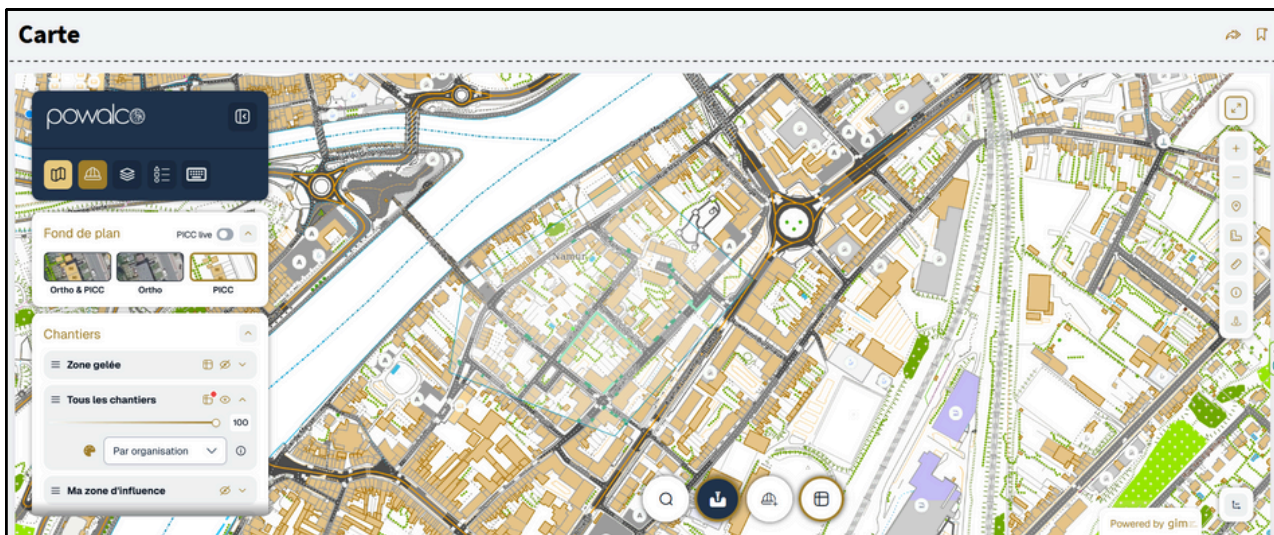 Carte
powalco
Fond de plan
PICC live
Ortho & PICC
Ortho
PICC
Chantiers
Zone gelée
Tous les chantiers
100
Par organisation
Ma zone d'influence
Namur
Powered by gim